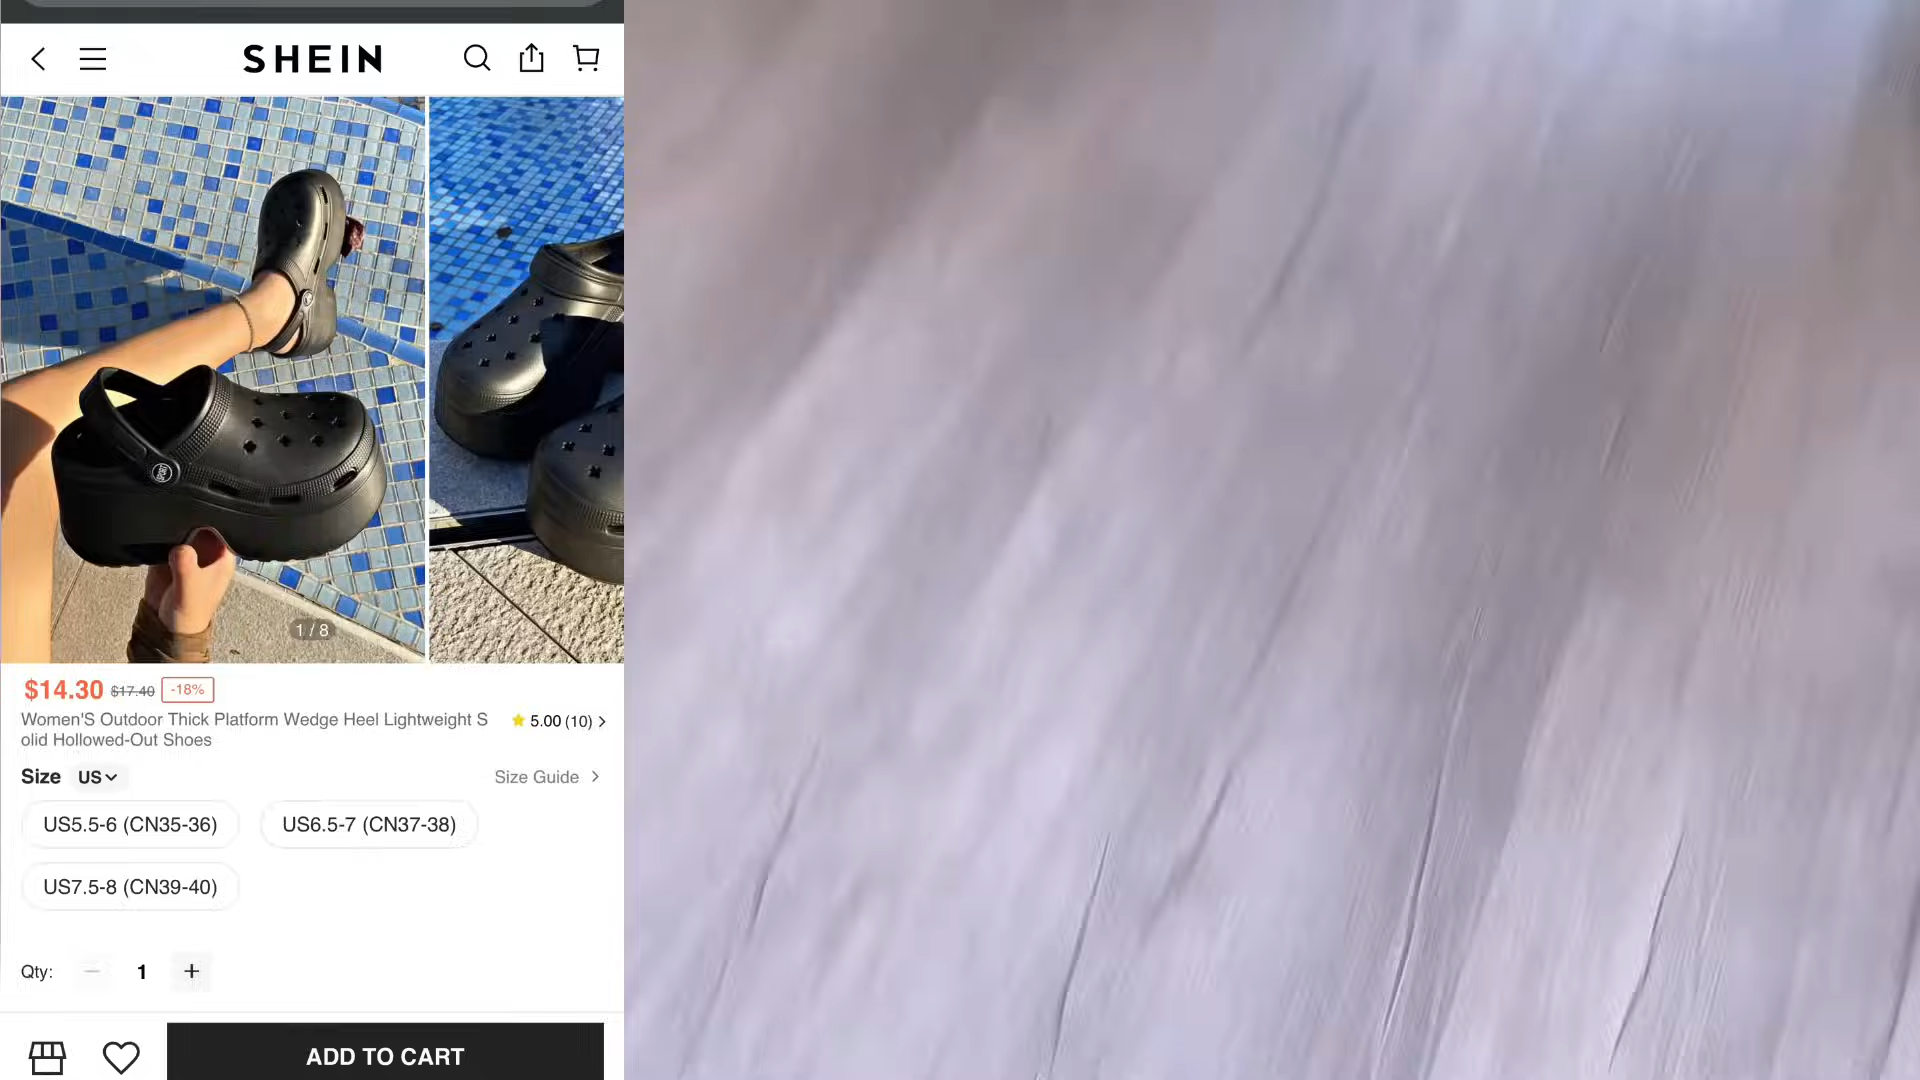 SHEIN
SPORT
1 / 8
$14.30 $17.40 -18%
Women'S Outdoor Thick Platform Wedge Heel Lightweight S
olid Hollowed-Out Shoes
5.00 (10)
Size US
Size Guide
US5.5-6 (CN35-36)
US6.5-7 (CN37-38)
US7.5-8 (CN39-40)
Qty: 1
ADD TO CART